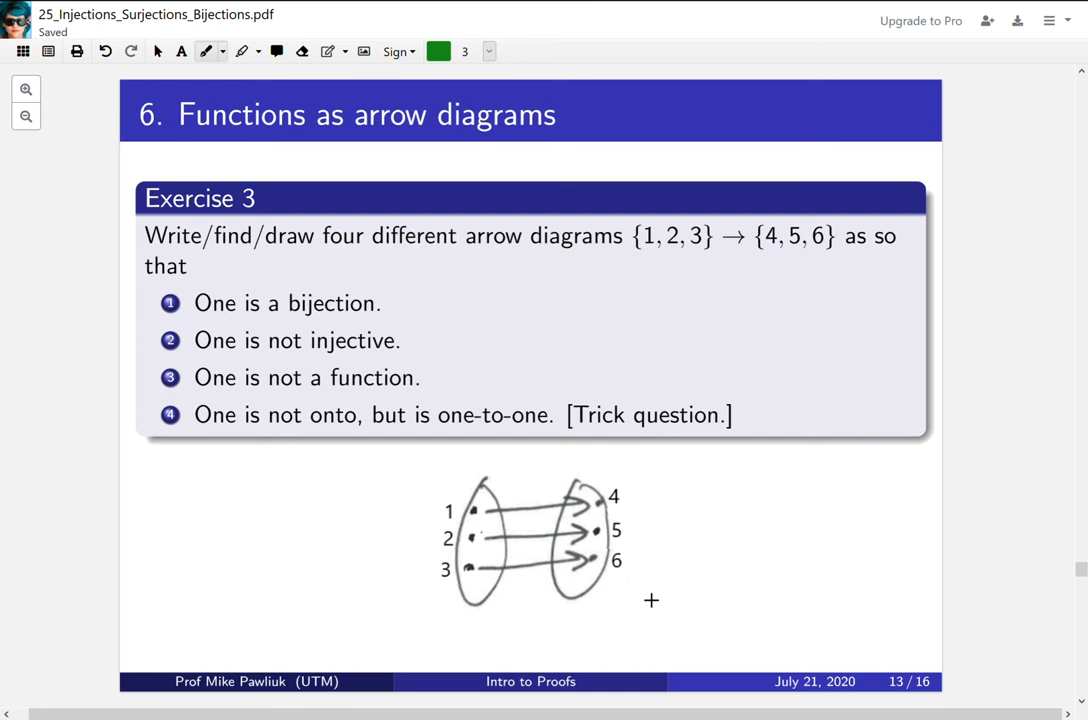 25_Injections_Surjections_Bijections.pdf
Saved
Upgrade to Pro
A
Sign
3
6. Functions as arrow diagrams
Exercise 3
Write/find/draw four different arrow diagrams {1, 2, 3} → {4, 5, 6} as so
that
1 One is a bijection.
2 One is not injective.
3 One is not a function.
4 One is not onto, but is one-to-one. [Trick question.]
1 4
2 5
3 6
Prof Mike Pawliuk (UTM) Intro to Proofs July 21, 2020 13 / 16